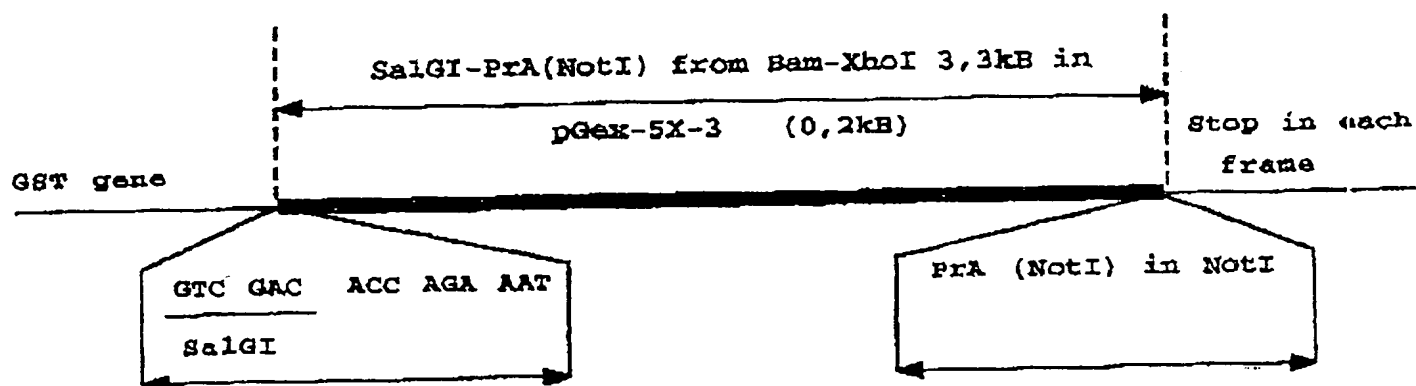 SalGI-PrA(NotI) from Bam-XhoI 3,3kB in
pGex-5X-3 (0,2kB)
Stop in each
frame
GST gene
GTC GAC ACC AGA AAT
SalGI
PrA (NotI) in NotI